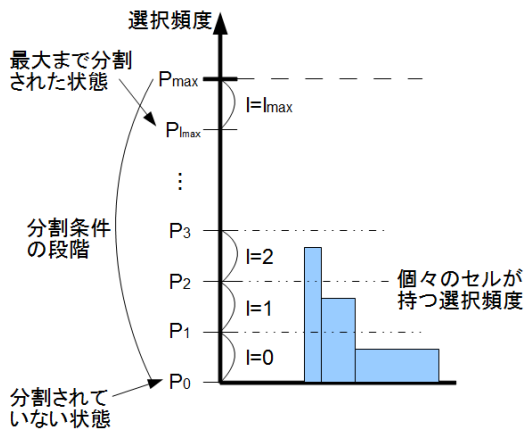 選択頻度
最大まで分割
された状態
Pmax
l=lmax
Plmax
⋮
P3
分割条件
の段階
l=2
P2
個々のセルが
持つ選択頻度
l=1
P1
l=0
P0
分割されて
いない状態